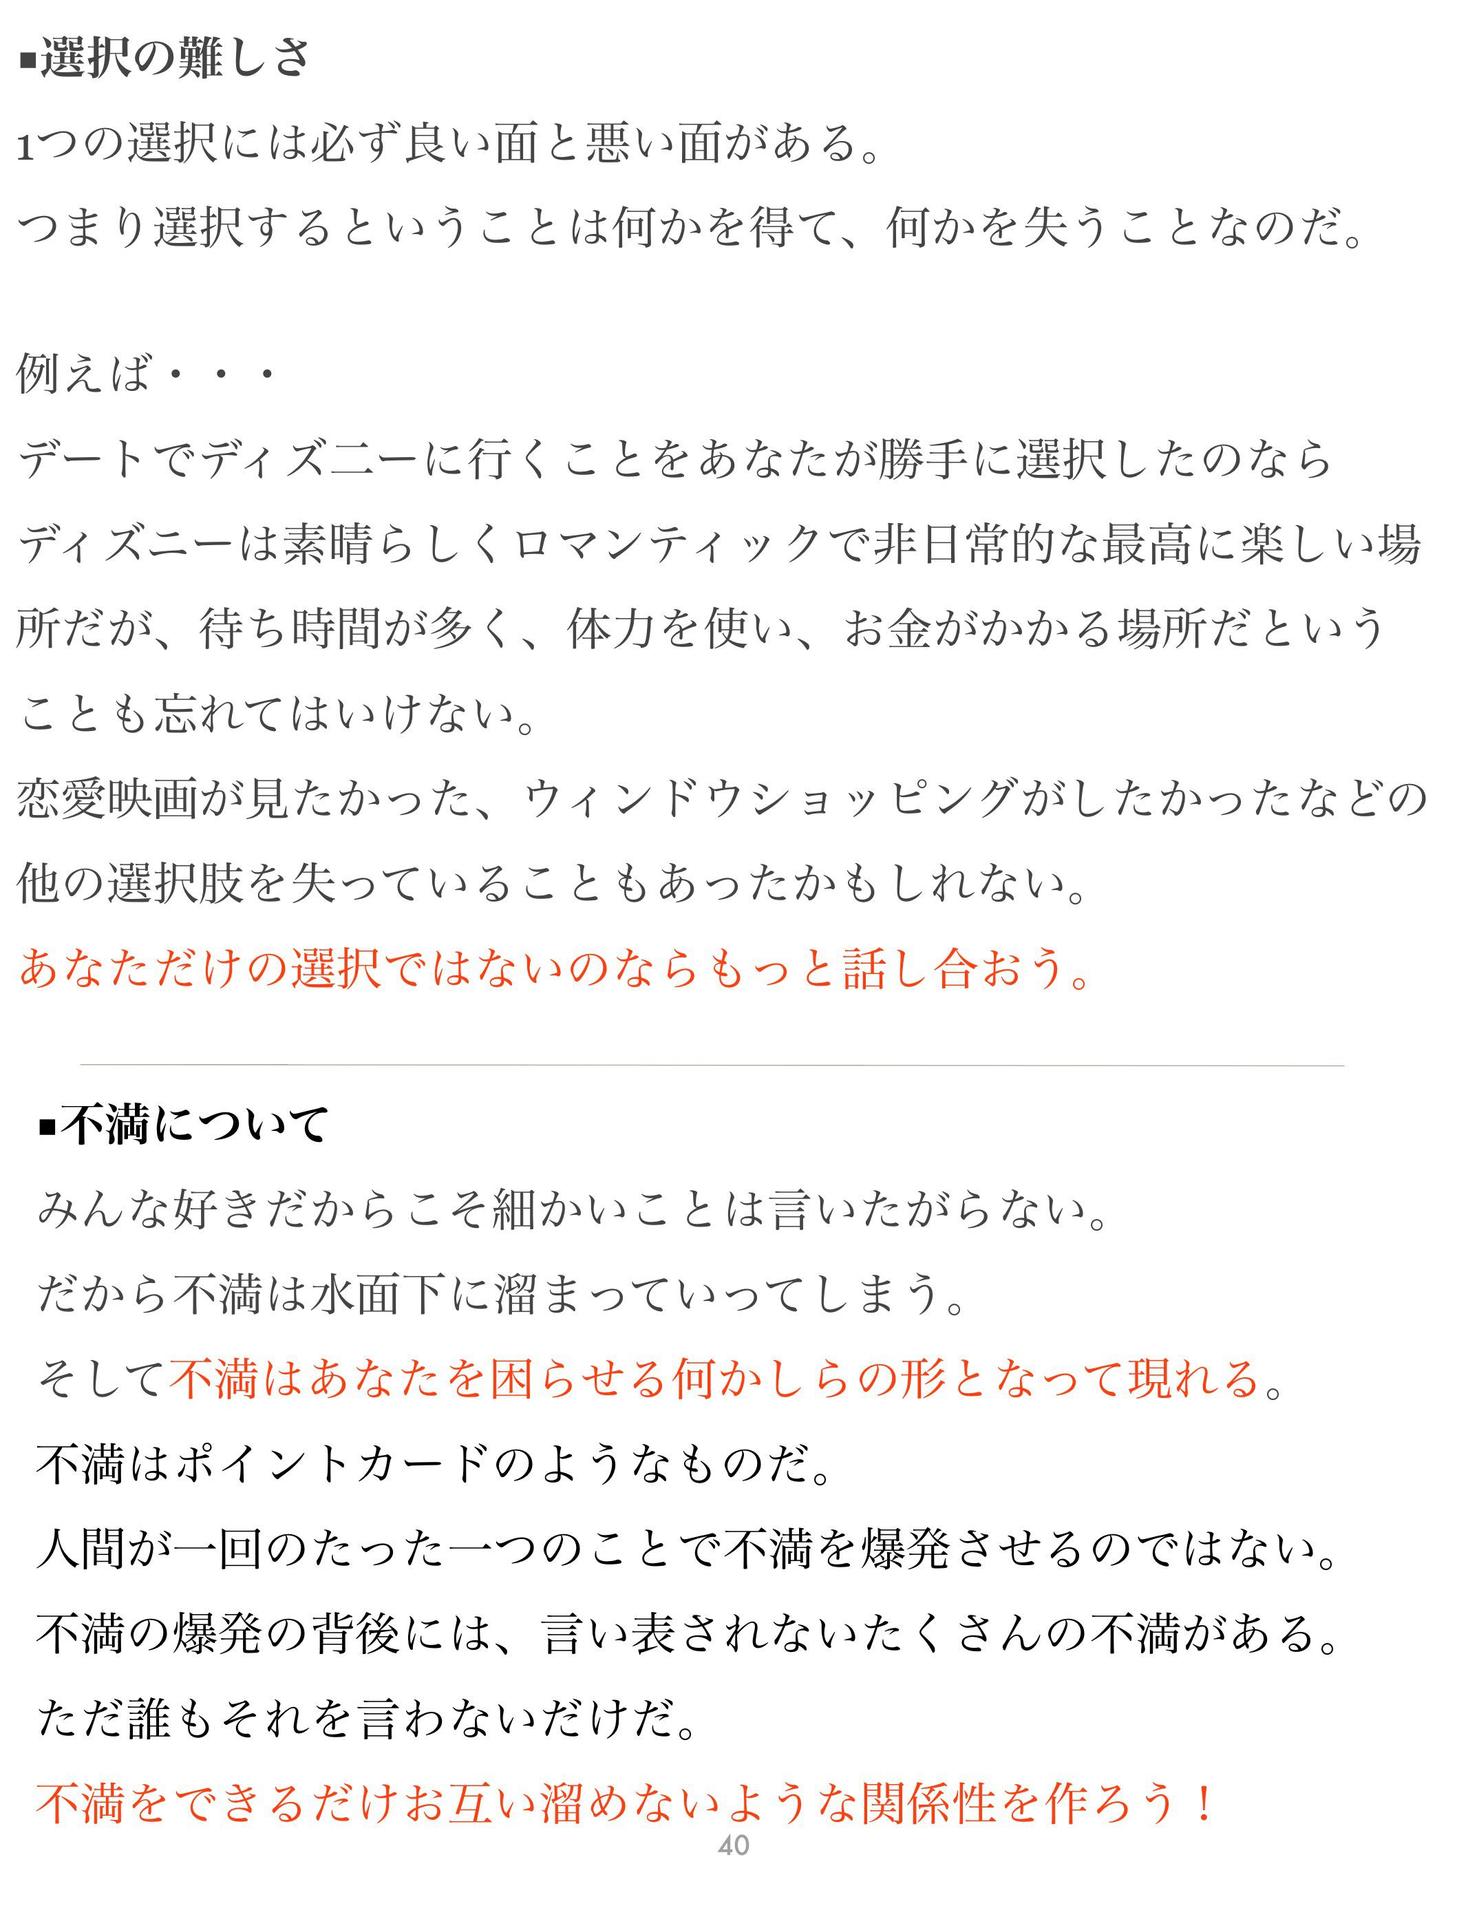 ▪選択の難しさ
1つの選択には必ず良い面と悪い面がある。
つまり選択するということは何かを得て、何かを失うことなのだ。
例えば・・・
デートでディズニーに行くことをあなたが勝手に選択したのなら
ディズニーは素晴らしくロマンティックで非日常的な最高に楽しい場
所だが、待ち時間が多く、体力を使い、お金がかかる場所だという
ことも忘れてはいけない。
恋愛映画が見たかった、ウィンドウショッピングがしたかったなどの
他の選択肢を失っていることもあったかもしれない。
あなただけの選択ではないのならもっと話し合おう。
▪不満について
みんな好きだからこそ細かいことは言いたがらない。
だから不満は水面下に溜まっていってしまう。
そして不満はあなたを困らせる何かしらの形となって現れる。
不満はポイントカードのようなものだ。
人間が一回のたった一つのことで不満を爆発させるのではない。
不満の爆発の背後には、言い表されないたくさんの不満がある。
ただ誰もそれを言わないだけだ。
不満をできるだけお互い溜めないような関係性を作ろう！
40